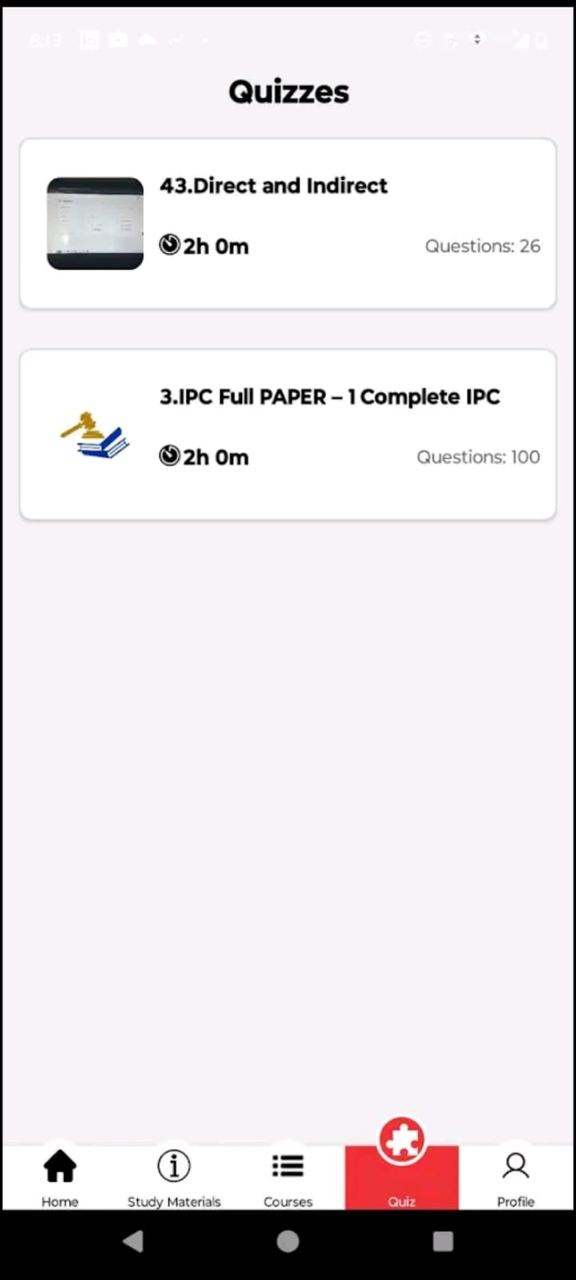 Quizzes
43.Direct and Indirect
2h 0m
Questions: 26
3.IPC Full PAPER – 1 Complete IPC
2h 0m
Questions: 100
Home
Study Materials
Courses
Quiz
Profile